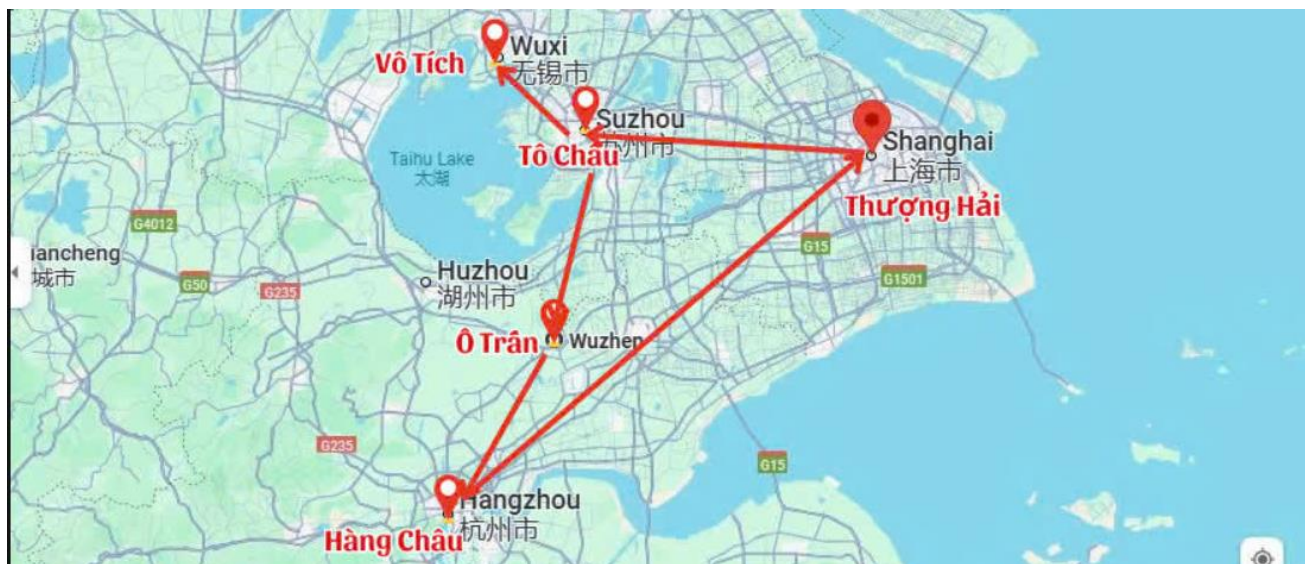 Wuxi
无锡市
Vô Tích
Suzhou
苏州市
Tô Châu
Shanghai
上海市
Thượng Hải
Taihu Lake
太湖
G4012
G15
iancheng
城市
G50
G235
Huzhou
湖州市
G1501
Ô Trấn
Wuzhen
G235
G15
Hangzhou
杭州市
Hàng Châu